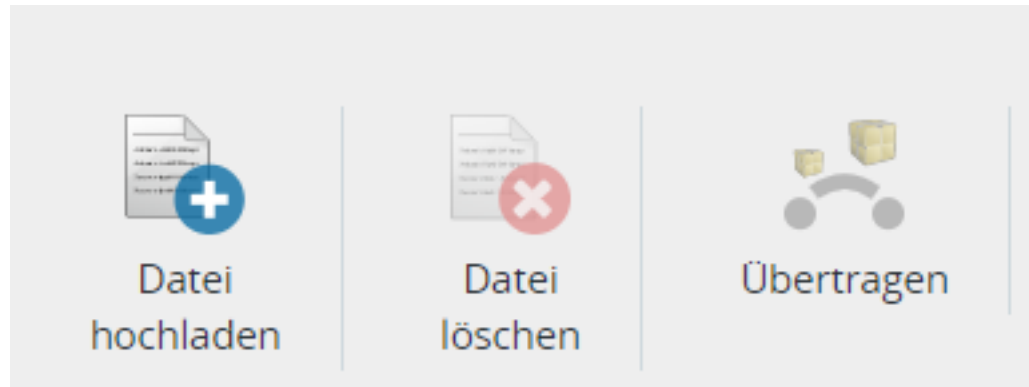 Datei
hochladen
Datei
löschen
Übertragen